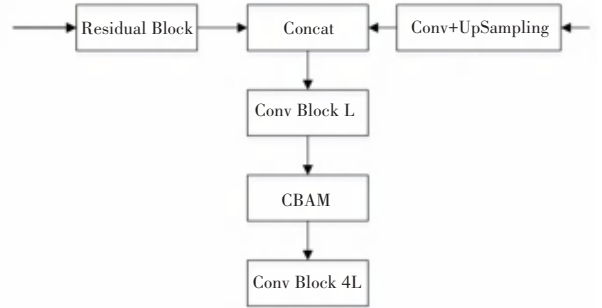 Residual Block
Concat
Conv+UpSampling
Conv Block L
CBAM
Conv Block 4L